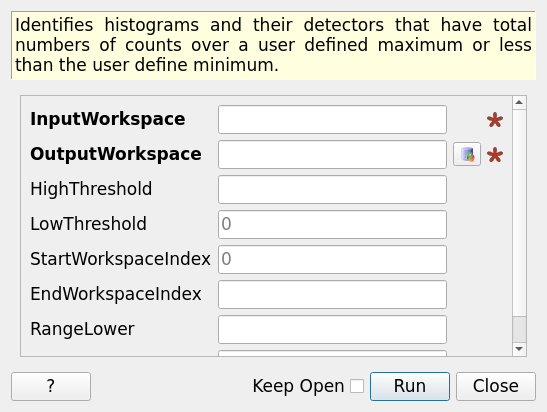 Identifies histograms and their detectors that have total
numbers of counts over a user defined maximum or less
than the user define minimum.
InputWorkspace
OutputWorkspace
HighThreshold
LowThreshold 0
StartWorkspaceIndex 0
EndWorkspaceIndex
RangeLower
? Keep Open Run Close